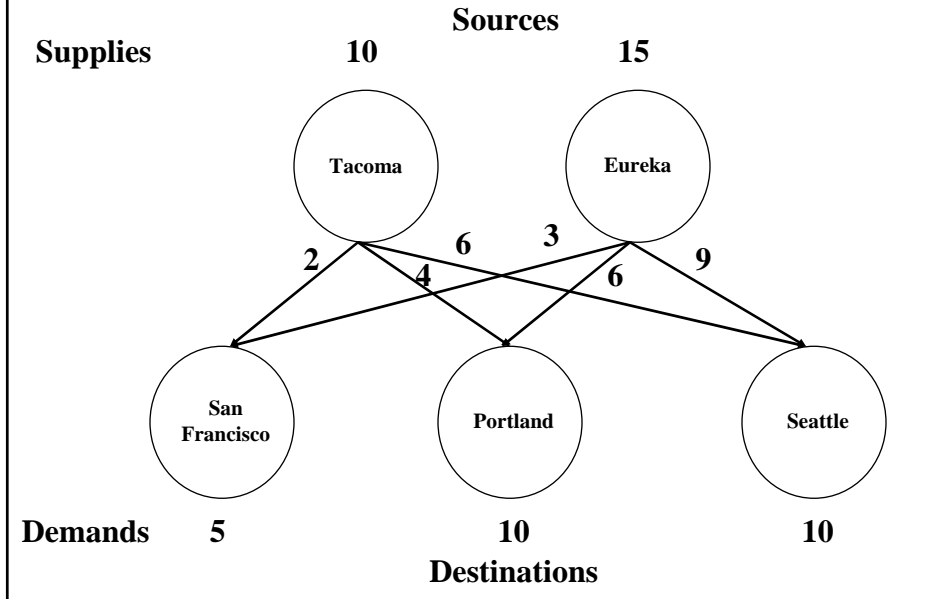 Sources
Supplies 10 15
Tacoma Eureka
2 4 6 3 6 9
San
Francisco
Portland
Seattle
Demands 5 10 10
Destinations